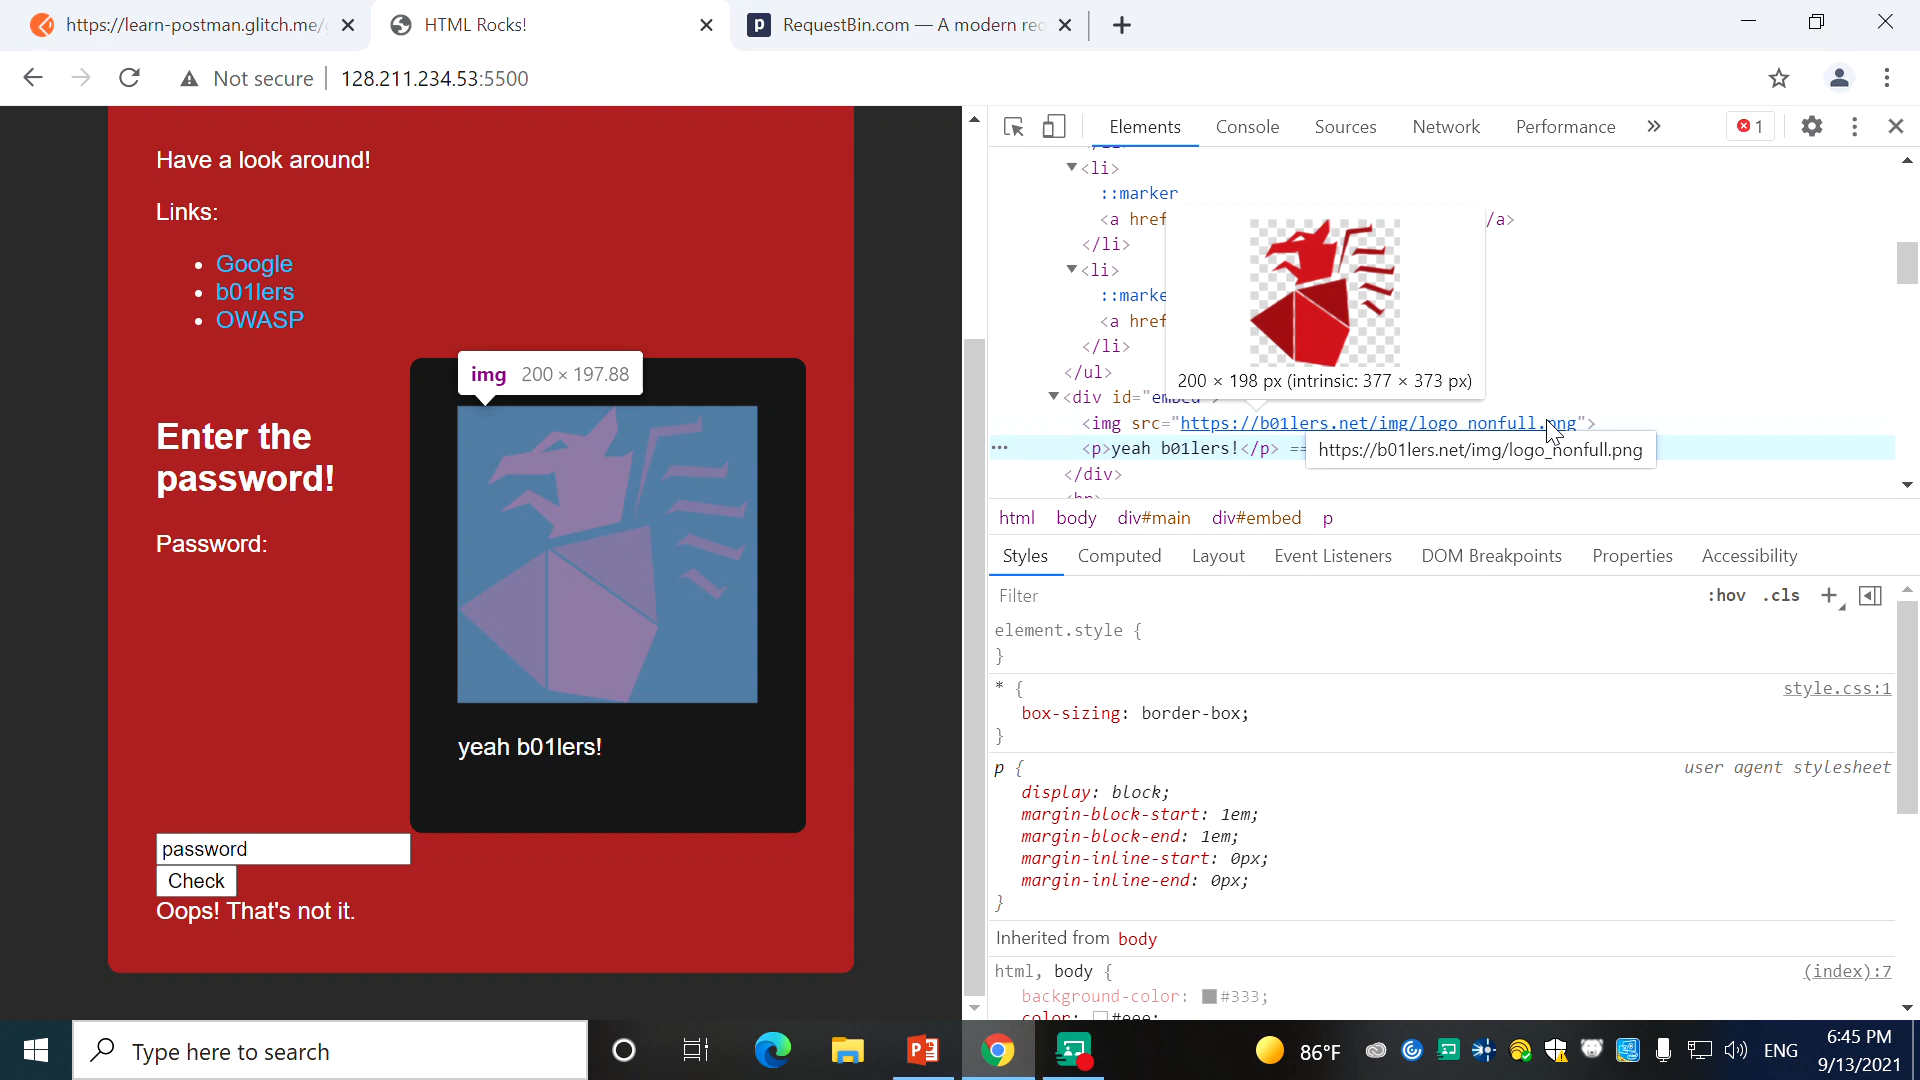 https://learn-postman.glitch.me/
HTML Rocks!
RequestBin.com — A modern req
Not secure
128.211.234.53:5500
Have a look around!
Links:
Google
b01lers
OWASP
img 200 × 197.88
Enter the
password!
Password:
yeah b01lers!
password
Check
Oops! That's not it.
Elements Console Sources Network Performance » 1
<li>
::marker
<a href
/a>
</li>
<li>
::marke
<a href
</li>
</ul>
200 × 198 px (intrinsic: 377 × 373 px)
<div id="embed">
<img src="https://b01lers.net/img/logo_nonfull.png">
<p>yeah b01lers!</p> ==
https://b01lers.net/img/logo_nonfull.png
</div>
html body div#main div#embed p
Styles Computed Layout Event Listeners DOM Breakpoints Properties Accessibility
Filter
:hov .cls
element.style {
}
* {
style.css:1
box-sizing: border-box;
}
p {
user agent stylesheet
display: block;
margin-block-start: 1em;
margin-block-end: 1em;
margin-inline-start: 0px;
margin-inline-end: 0px;
}
Inherited from body
html, body {
(index):7
background-color: #333;
color: #eee;
Type here to search
86°F
ENG
6:45 PM
9/13/2021